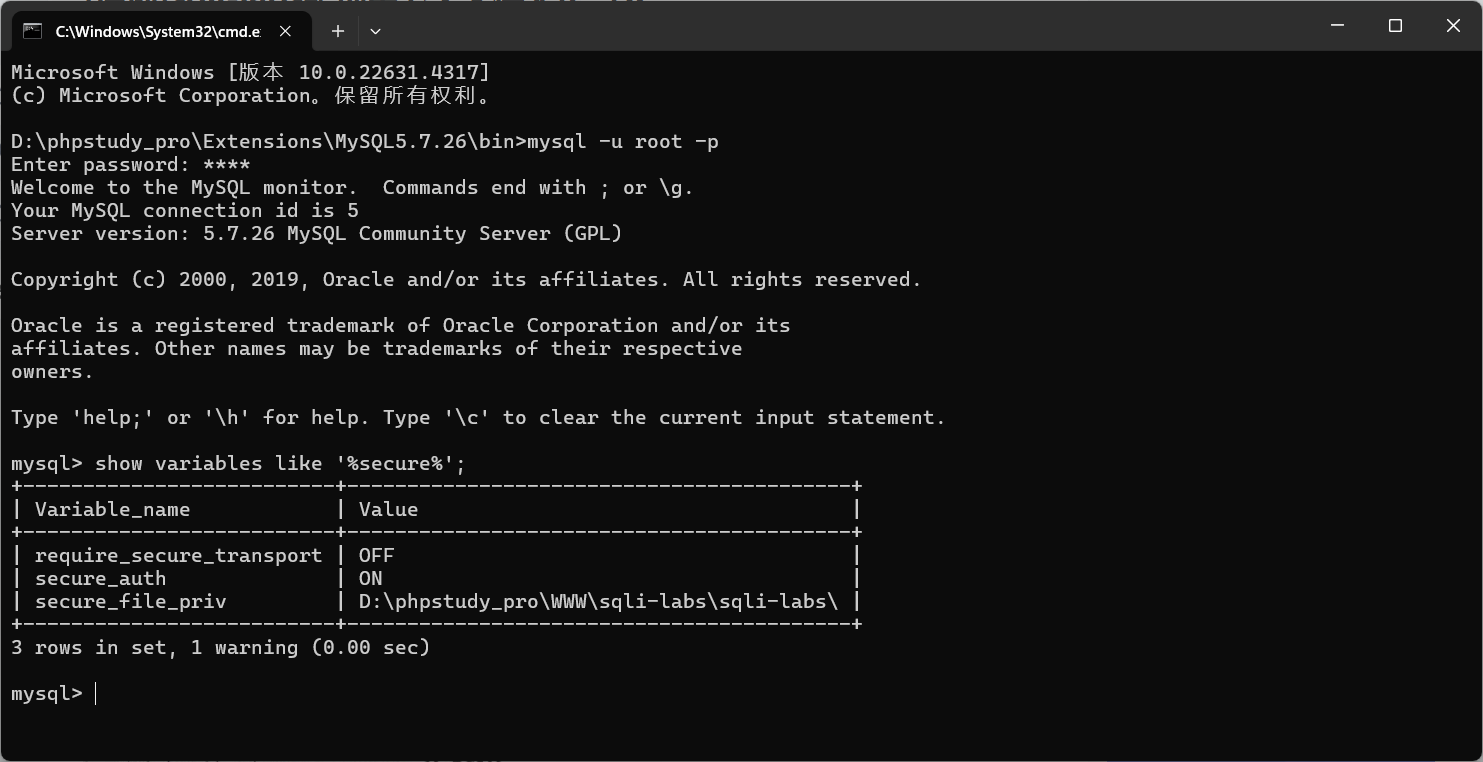 C:\Windows\System32\cmd.e
Microsoft Windows [版本 10.0.22631.4317]
(c) Microsoft Corporation。保留所有权利。
D:\phpstudy_pro\Extensions\MySQL5.7.26\bin>mysql -u root -p
Enter password: ****
Welcome to the MySQL monitor.  Commands end with ; or \g.
Your MySQL connection id is 5
Server version: 5.7.26 MySQL Community Server (GPL)
Copyright (c) 2000, 2019, Oracle and/or its affiliates. All rights reserved.
Oracle is a registered trademark of Oracle Corporation and/or its
affiliates. Other names may be trademarks of their respective
owners.
Type 'help;' or '\h' for help. Type '\c' to clear the current input statement.
mysql> show variables like '%secure%';
+--------------------------+------------------------------------------+
| Variable_name            | Value                                    |
+--------------------------+------------------------------------------+
| require_secure_transport | OFF                                      |
| secure_auth              | ON                                       |
| secure_file_priv         | D:\phpstudy_pro\WWW\sqli-labs\sqli-labs\ |
+--------------------------+------------------------------------------+
3 rows in set, 1 warning (0.00 sec)
mysql>